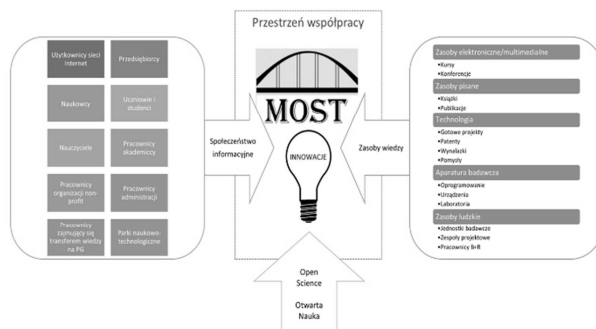 Użytkownicy sieci
Internet
Przedsiębiorcy
Naukowcy
Uczniowie i
studenci
Nauczyciele
Pracownicy
akademiccy
Pracownicy
organizacji non-
profit
Pracownicy
administracji
Pracownicy
zajmujący się
transferem wiedzy
na PG
Parki naukowo-
technologiczne
Społeczeństwo
informacyjne
Przestrzeń współpracy
MOST
INNOWACJE
Open
Science
Otwarta
Nauka
Zasoby wiedzy
Zasoby elektroniczne/multimedialne
•Kursy
•Konferencje
Zasoby pisane
•Książki
•Publikacje
Technologia
•Gotowe projekty
•Patenty
•Wynalazki
•Pomysły
Aparatura badawcza
•Oprogramowanie
•Urządzenia
•Laboratoria
Zasoby ludzkie
•Jednostki badawcze
•Zespoły projektowe
•Pracownicy B+R